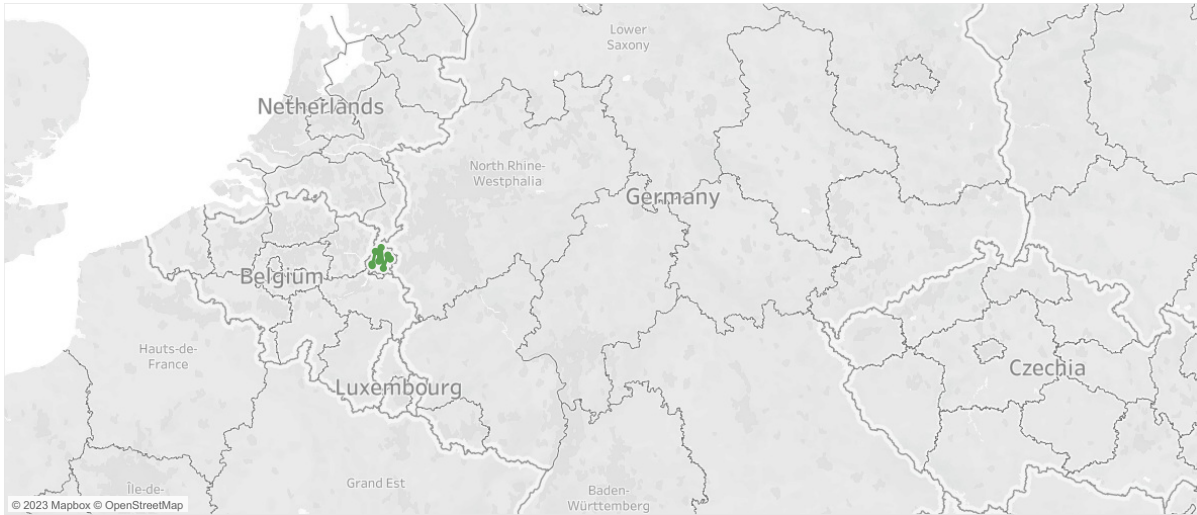 Lower
Saxony
Netherlands
North Rhine-
Westphalia
Germany
Belgium
Hauts-de-
France
Czechia
Luxembourg
Grand Est
Île-de-
Baden-
Württemberg
© 2023 Mapbox © OpenStreetMap